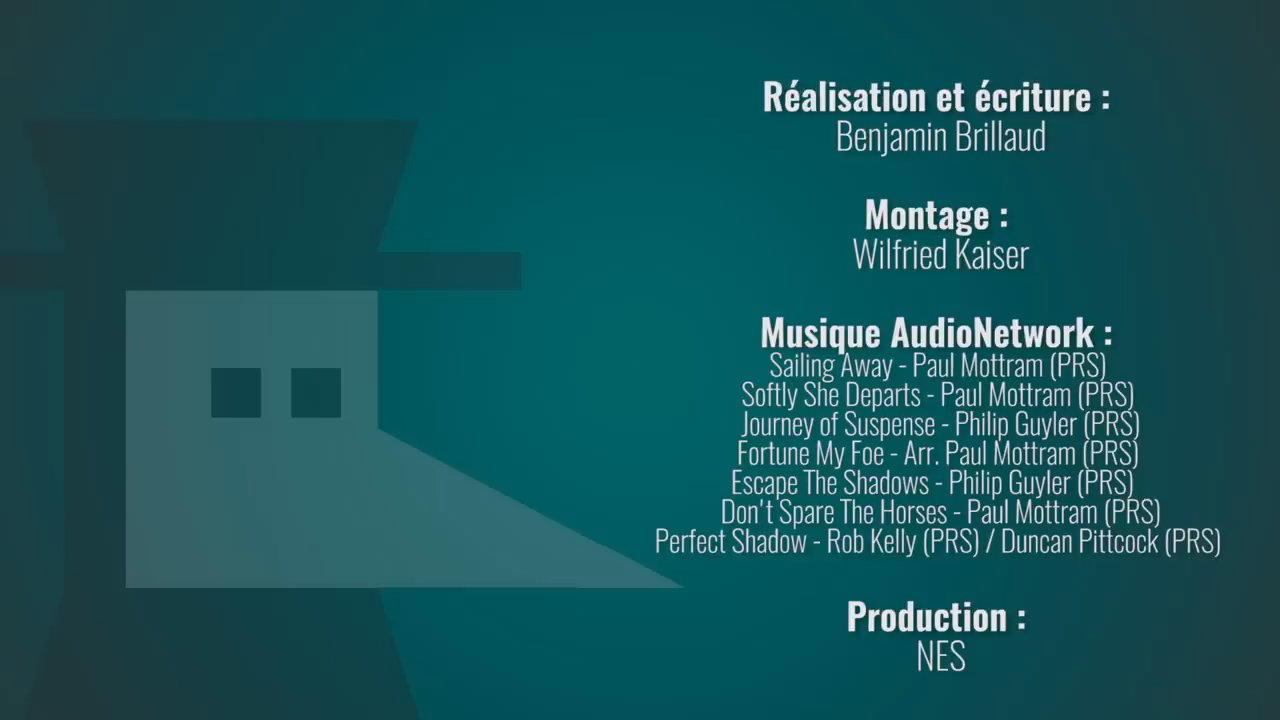 Réalisation et écriture :
Benjamin Brillaud
Montage :
Wilfried Kaiser
Musique AudioNetwork :
Sailing Away - Paul Mottram (PRS)
Softly She Departs - Paul Mottram (PRS)
Journey of Suspense - Philip Guyler (PRS)
Fortune My Foe - Arr. Paul Mottram (PRS)
Escape The Shadows - Philip Guyler (PRS)
Don't Spare The Horses - Paul Mottram (PRS)
Perfect Shadow - Rob Kelly (PRS) / Duncan Pittcock (PRS)
Production :
NES